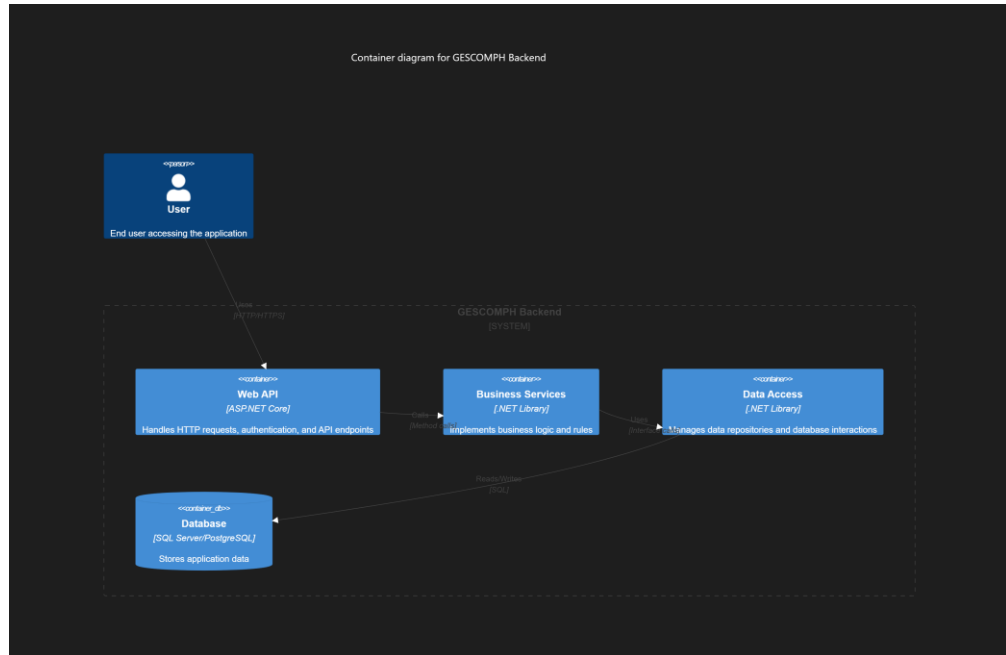 Container diagram for GESCOMPH Backend
<<person>>
User
End user accessing the application
Uses
[HTTP/HTTPS]
GESCOMPH Backend
[SYSTEM]
<<container>>
Web API
[ASP.NET Core]
Handles HTTP requests, authentication, and API endpoints
Calls
[Method calls]
<<container>>
Business Services
[.NET Library]
Implements business logic and rules
Uses
<<container>>
Data Access
[.NET Library]
Manages data repositories and database interactions
Reads/Writes
[SQL]
<<container_db>>
Database
[SQL Server/PostgreSQL]
Stores application data